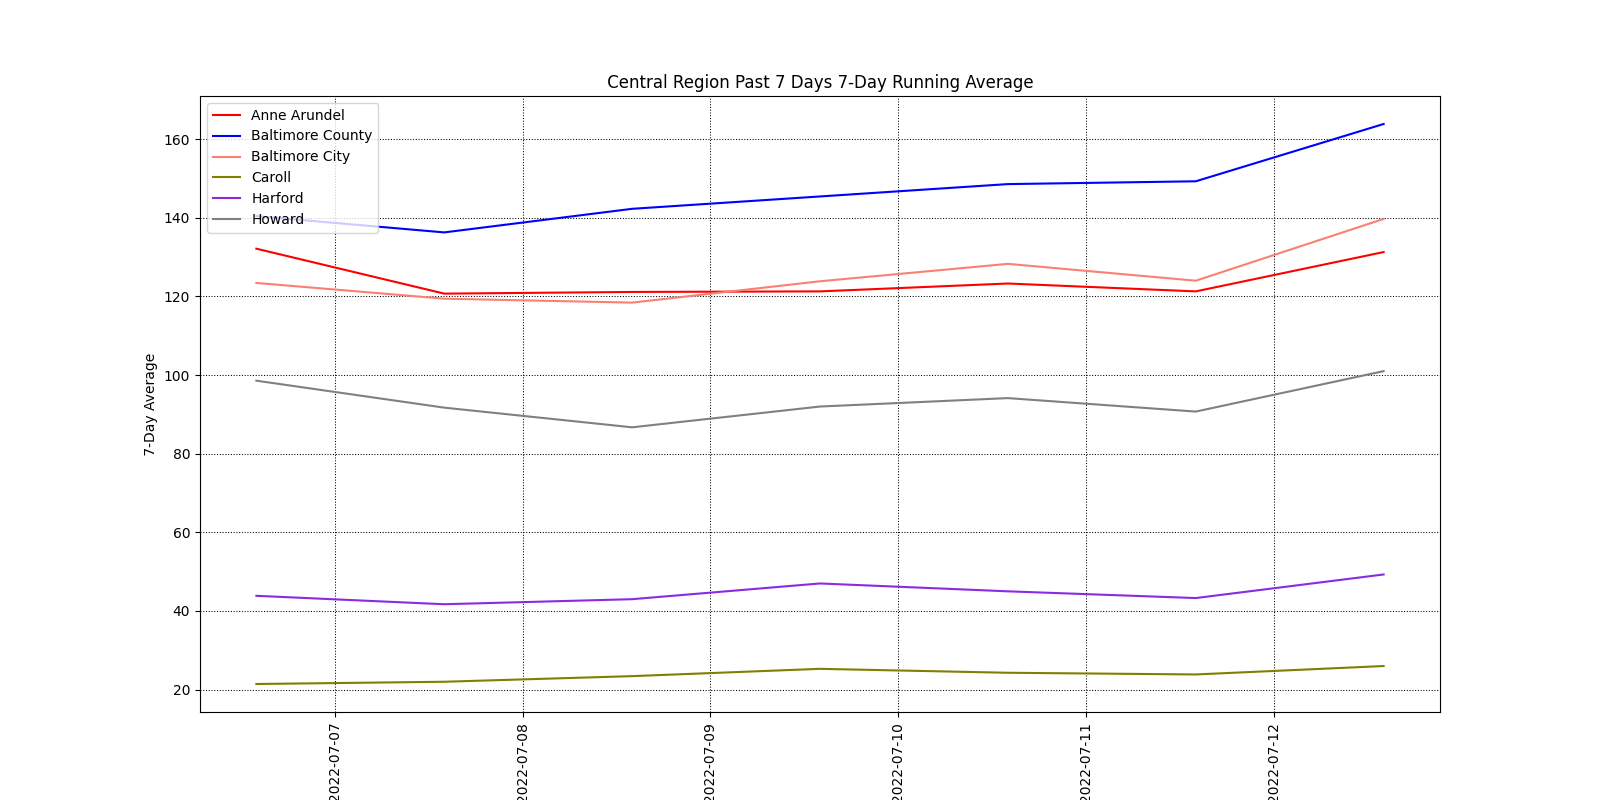 Central Region Past 7 Days 7-Day Running Average
Anne Arundel
Baltimore County
Baltimore City
Caroll
Harford
Howard
7-Day Average
160
140
120
100
80
60
40
20
2022-07-07
2022-07-08
2022-07-09
2022-07-10
2022-07-11
2022-07-12